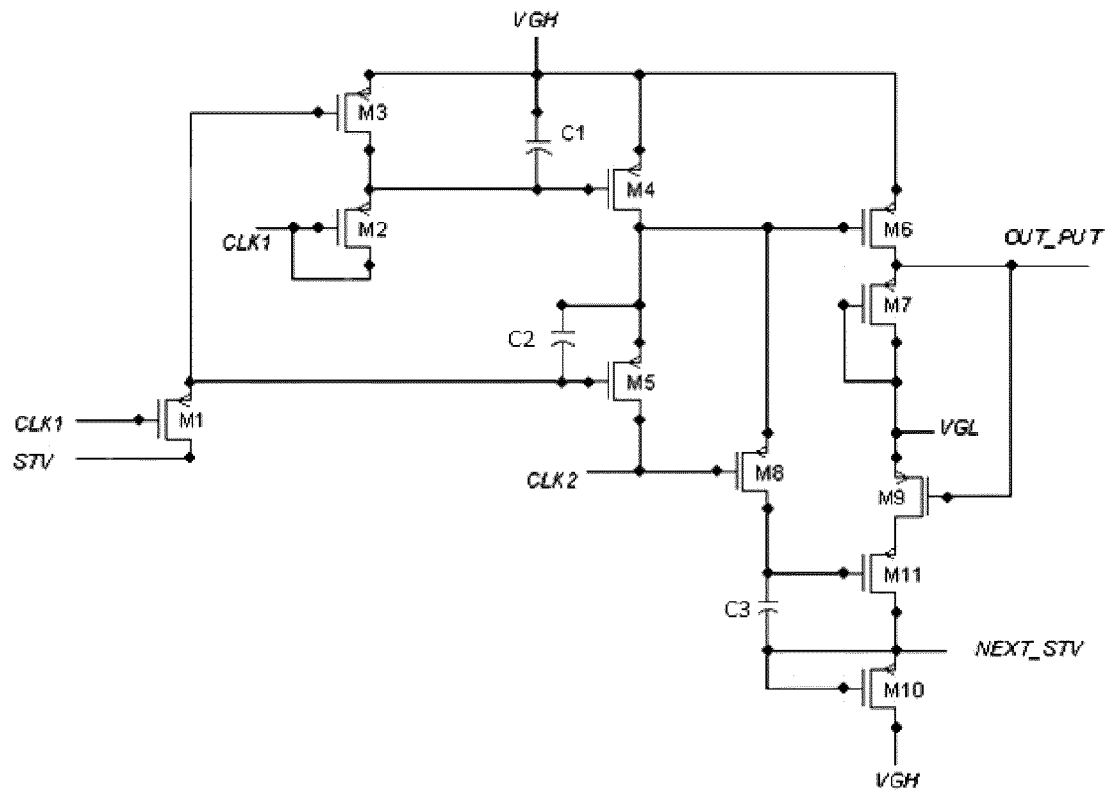 VGH
M3
C1
M4
M2
CLK1
M6
OUT_PUT
M7
C2
M5
CLK1
M1
STV
VGL
CLK2
M8
M9
M11
C3
NEXT_STV
M10
VGH